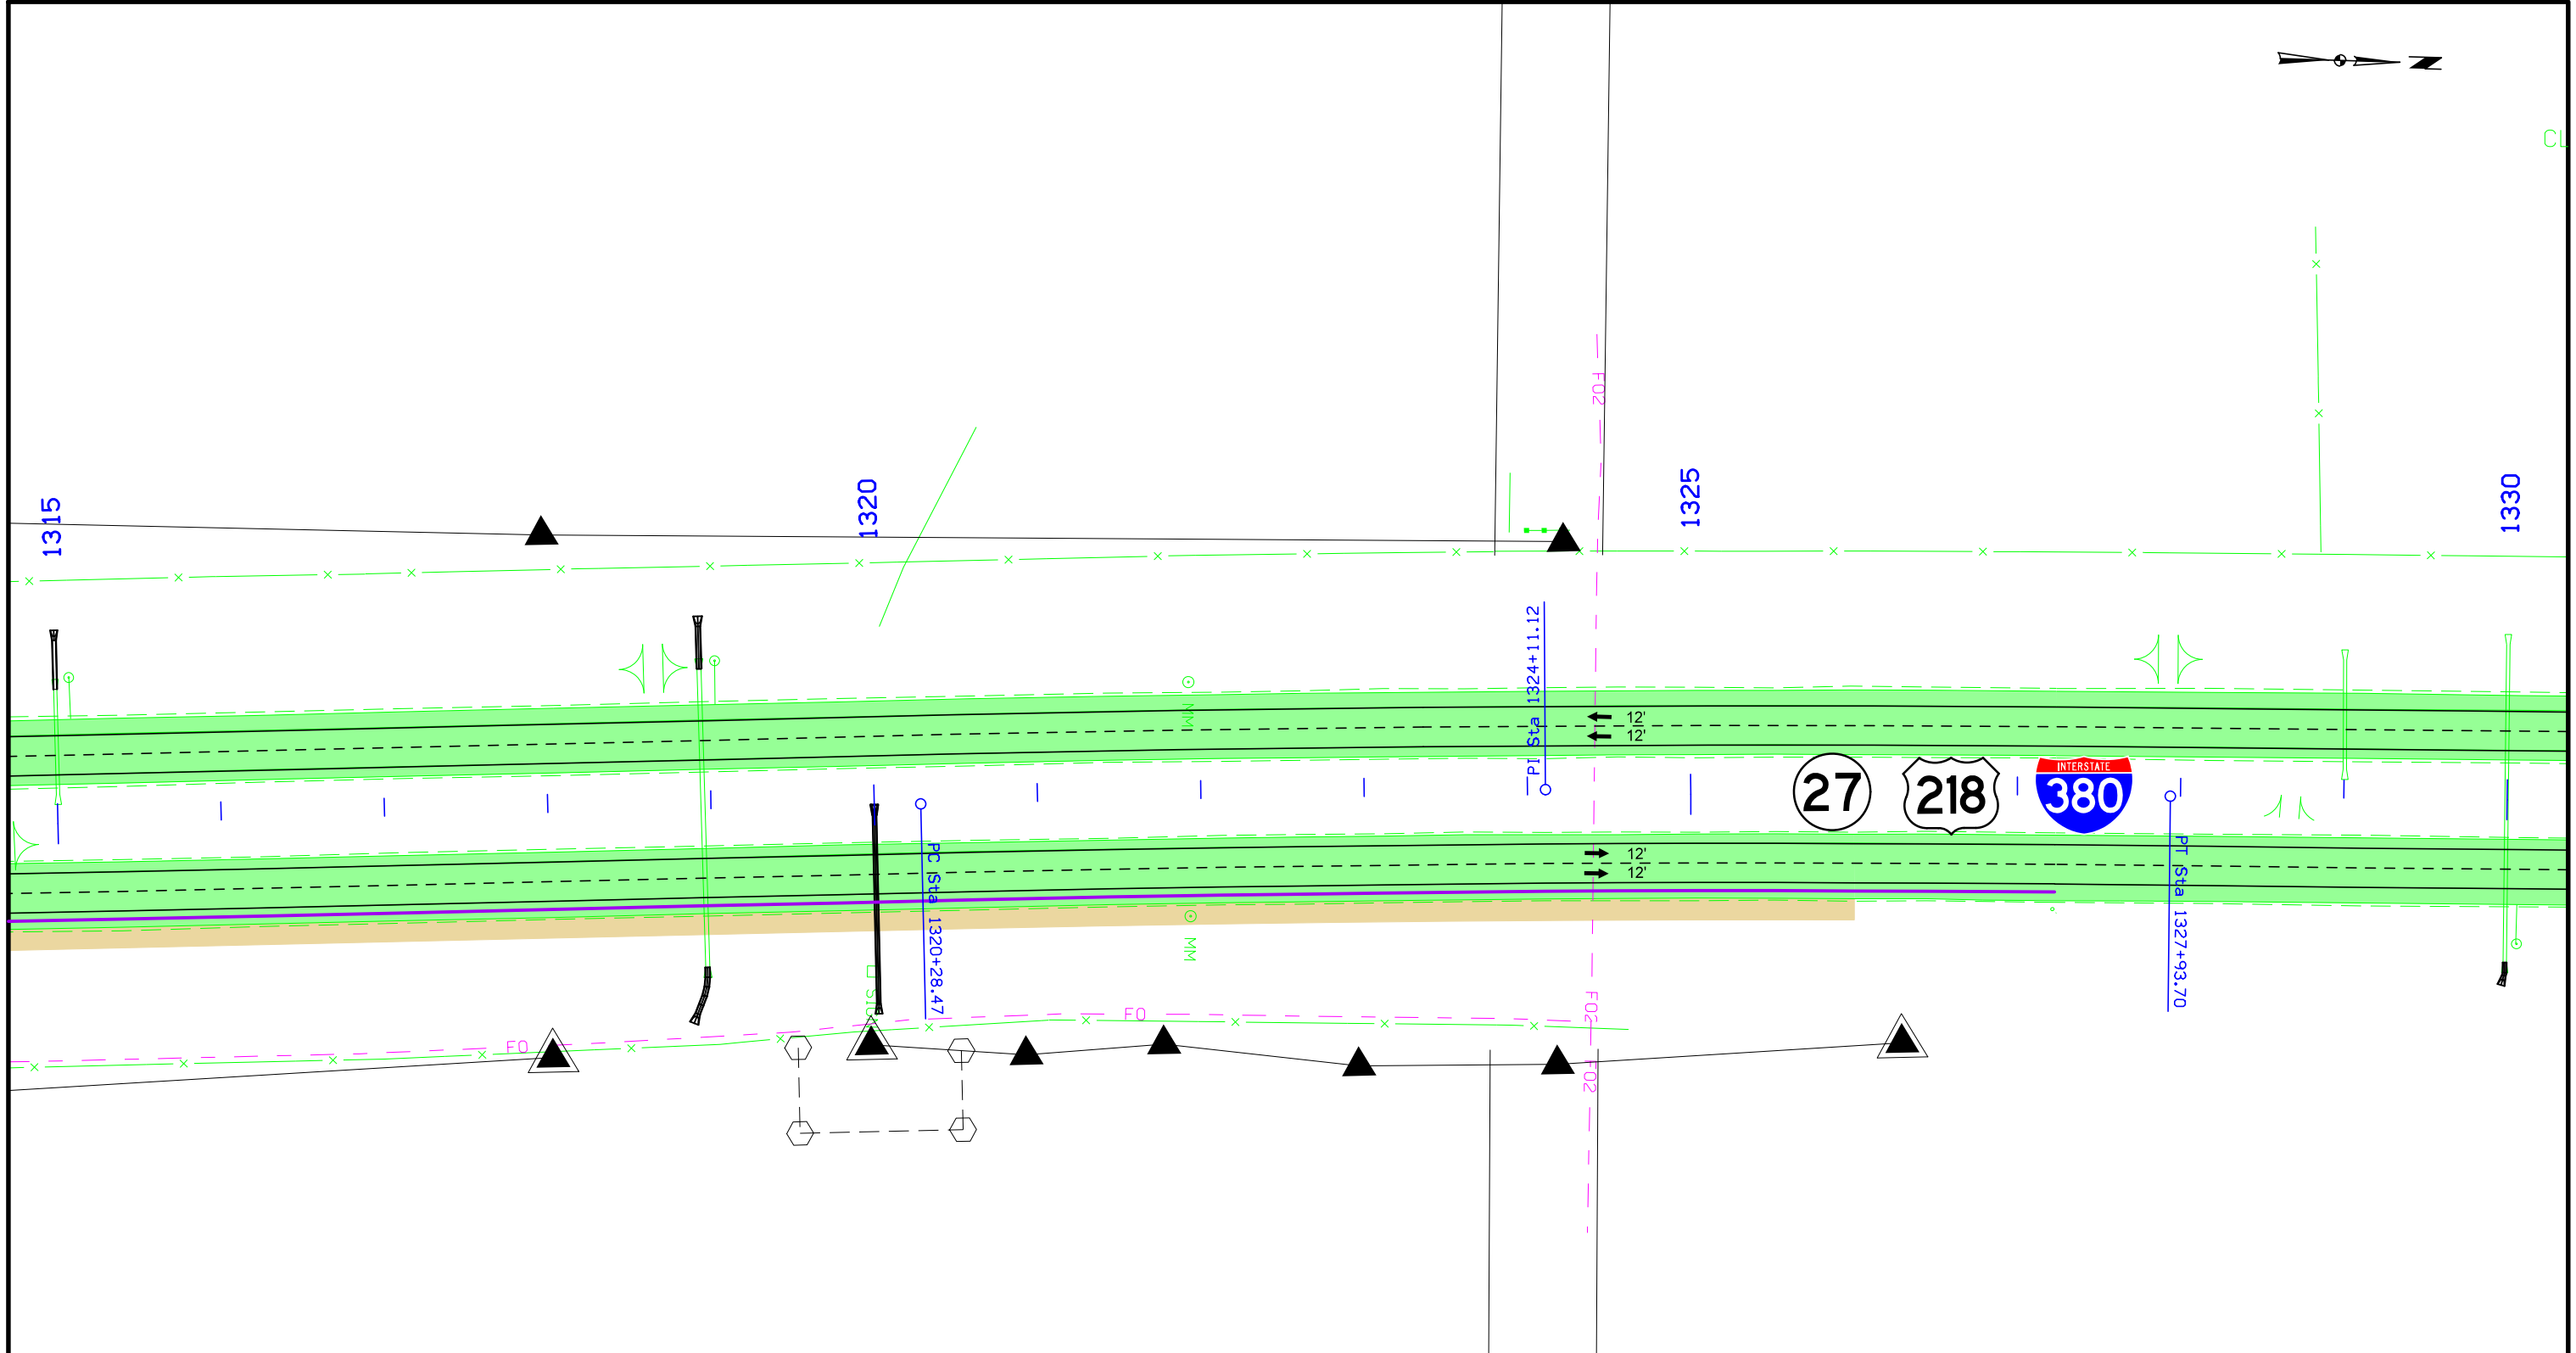 N
CL
FO2
1315
1320
1325
1330
PI Sta 1324+11.12
MM
12'
12'
27
218
INTERSTATE
380
12'
12'
PC Sta 1320+28.47
PT Sta 1327+93.70
MM
FO2
FO
FO
FO2